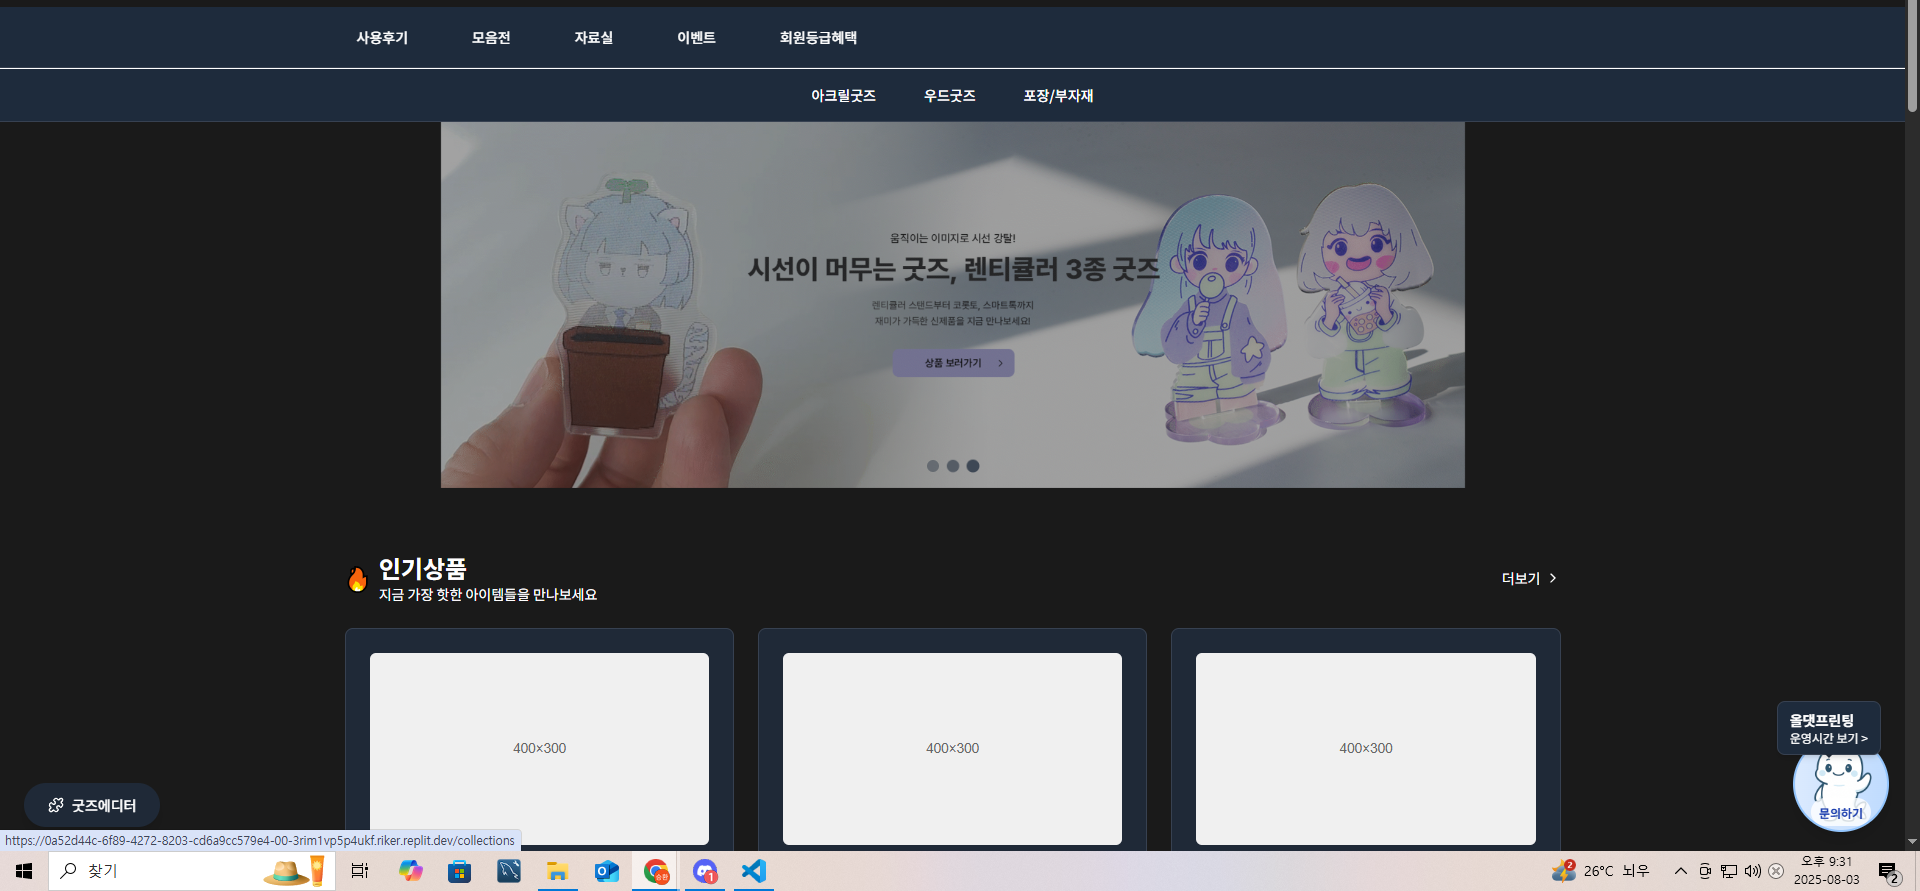 사용후기 모음전 자료실 이벤트 회원등급혜택
아크릴굿즈 우드굿즈 포장/부자재
움직이는 이미지로 시선 강탈!
시선이 머무는 굿즈, 렌티큘러 3종 굿즈
렌티큘러 스탠드부터 코롯토, 스마트톡까지
재미가 가득한 신제품을 지금 만나보세요!
상품 보러가기 >
인기상품
지금 가장 핫한 아이템들을 만나보세요
더보기 >
400×300 400×300 400×300
올댓프린팅
운영시간 보기 >
문의하기
굿즈에디터
https://0a52d44c-6f89-4272-8203-cd6a9cc579e4-00-3rim1vp5p4ukf.riker.replit.dev/collections
찾기
승환
1
2
26°C 뇌우
오후 9:31
2025-08-03
2